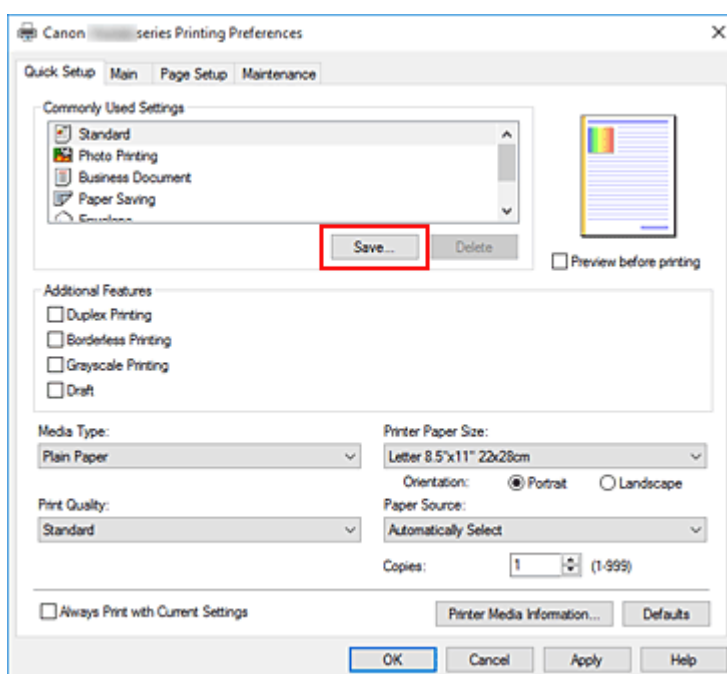 Canon series Printing Preferences
Quick Setup Main Page Setup Maintenance
Commonly Used Settings
Standard
Photo Printing
Business Document
Paper Saving
Envelope
Save... Delete
Preview before printing
Additional Features
Duplex Printing
Borderless Printing
Grayscale Printing
Draft
Media Type: Printer Paper Size:
Plain Paper Letter 8.5"x11" 22x28cm
Orientation: Portrait Landscape
Print Quality: Paper Source:
Standard Automatically Select
Copies: 1 (1-999)
Always Print with Current Settings Printer Media Information... Defaults
OK Cancel Apply Help